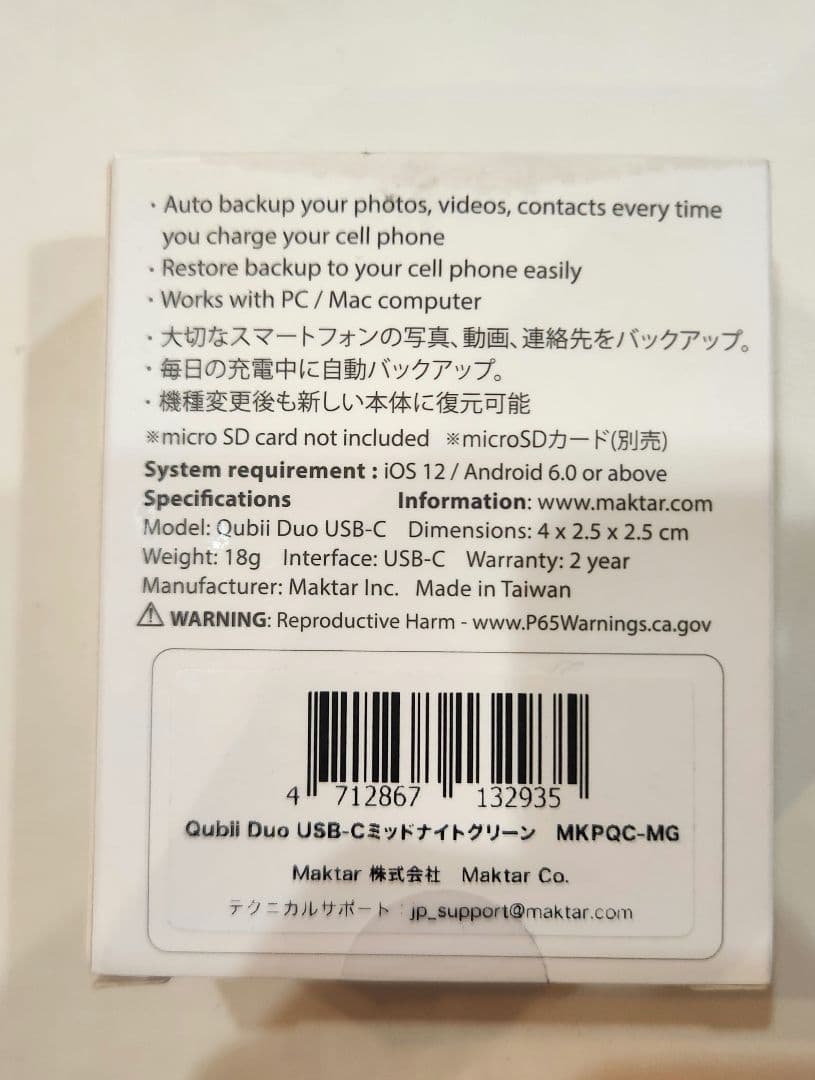 ・Auto backup your photos, videos, contacts every time
you charge your cell phone
・Restore backup to your cell phone easily
・Works with PC / Mac computer
・大切なスマートフォンの写真、動画、連絡先をバックアップ。
・毎日の充電中に自動バックアップ。
・機種変更後も新しい本体に復元可能
※micro SD card not included ※microSDカード(別売)
System requirement : iOS 12 / Android 6.0 or above
Specifications Information: www.maktar.com
Model: Qubii Duo USB-C Dimensions: 4 x 2.5 x 2.5 cm
Weight: 18g Interface: USB-C Warranty: 2 year
Manufacturer: Maktar Inc. Made in Taiwan
⚠ WARNING: Reproductive Harm - www.P65Warnings.ca.gov
4 712867 132935
Qubii Duo USB-Cミッドナイトグリーン MKPQC-MG
Maktar 株式会社 Maktar Co.
テクニカルサポート : jp_support@maktar.com